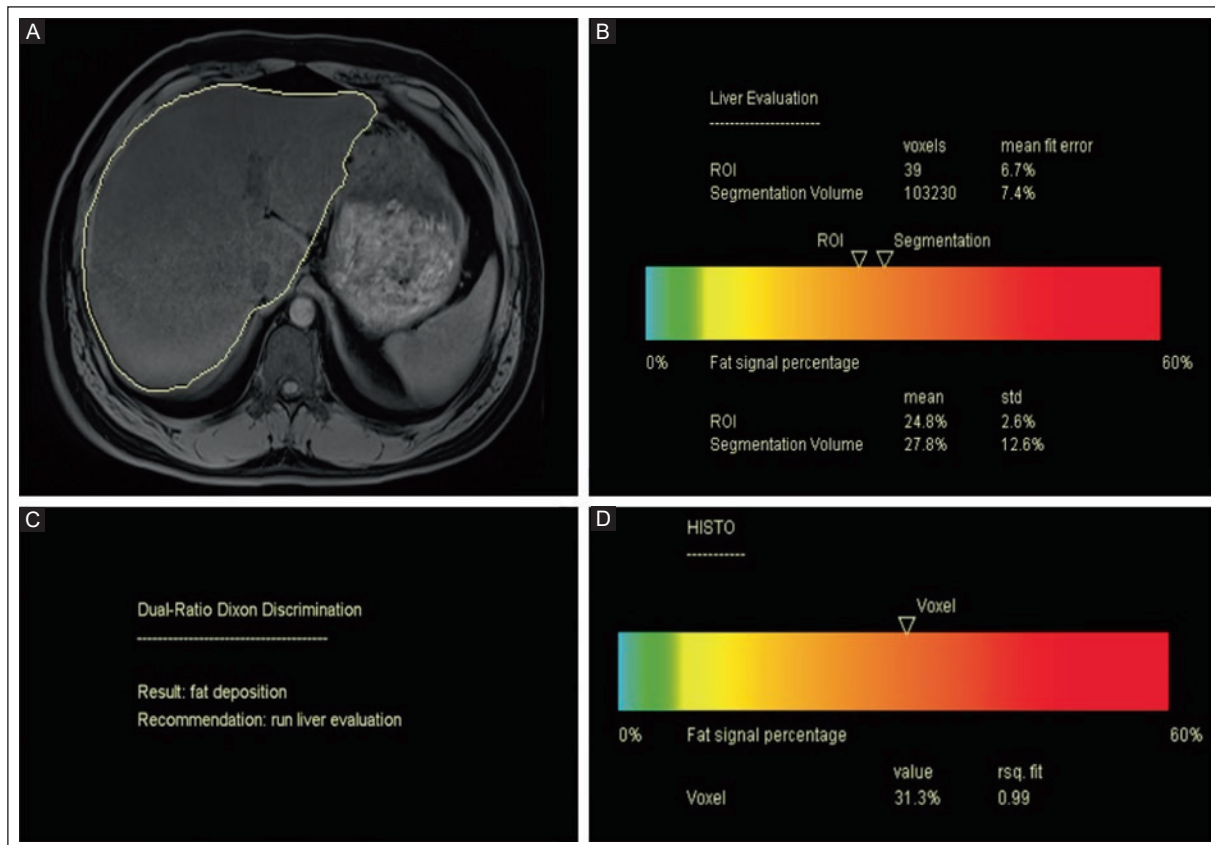 A
B
Liver Evaluation
----------------------
voxels mean fit error
ROI 39 6.7%
Segmentation Volume 103230 7.4%
ROI Segmentation
0% Fat signal percentage 60%
mean std
ROI 24.8% 2.6%
Segmentation Volume 27.8% 12.6%
C
Dual-Ratio Dixon Discrimination
--------------------------------------
Result: fat deposition
Recommendation: run liver evaluation
D
HISTO
-----------
Voxel
0% Fat signal percentage 60%
value rsq. fit
Voxel 31.3% 0.99